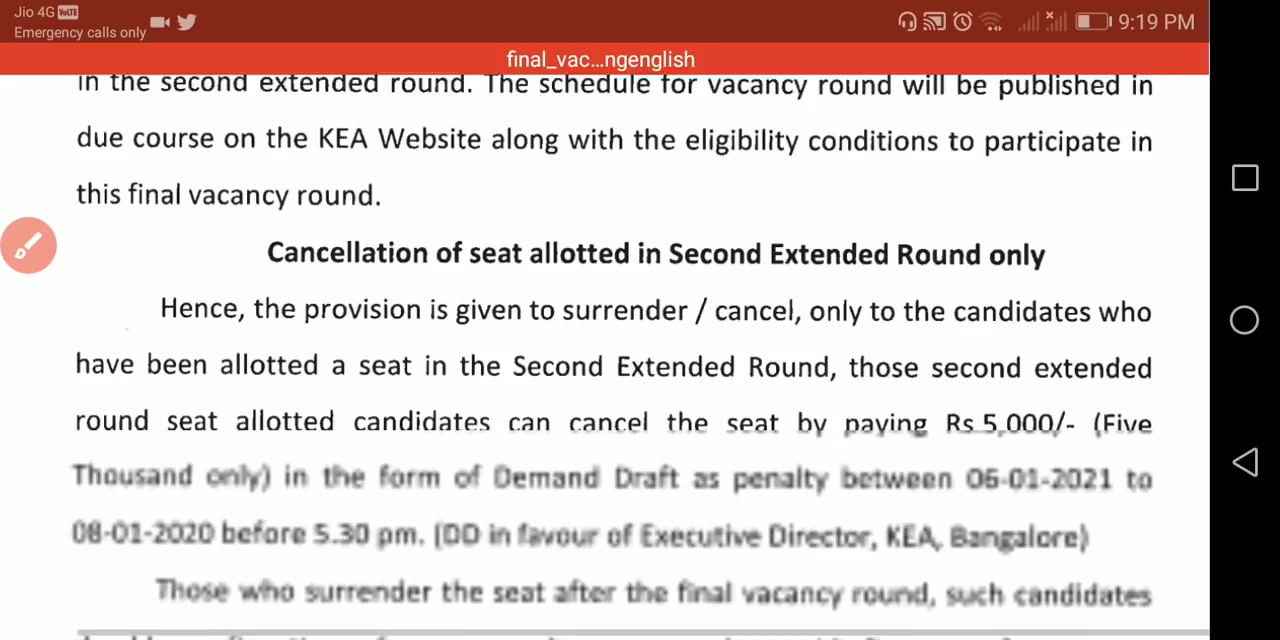 Jio 4G VoLTE
Emergency calls only
9:19 PM
final_vac...ngenglish
in the second extended round. The schedule for vacancy round will be published in
due course on the KEA Website along with the eligibility conditions to participate in
this final vacancy round.
Cancellation of seat allotted in Second Extended Round only
Hence, the provision is given to surrender / cancel, only to the candidates who
have been allotted a seat in the Second Extended Round, those second extended
round seat allotted candidates can cancel the seat by paying Rs 5,000/- (Five
Thousand only) in the form of Demand Draft as penalty between 06-01-2021 to
08-01-2020 before 5.30 pm. (DD in favour of Executive Director, KEA, Bangalore)
Those who surrender the seat after the final vacancy round, such candidates